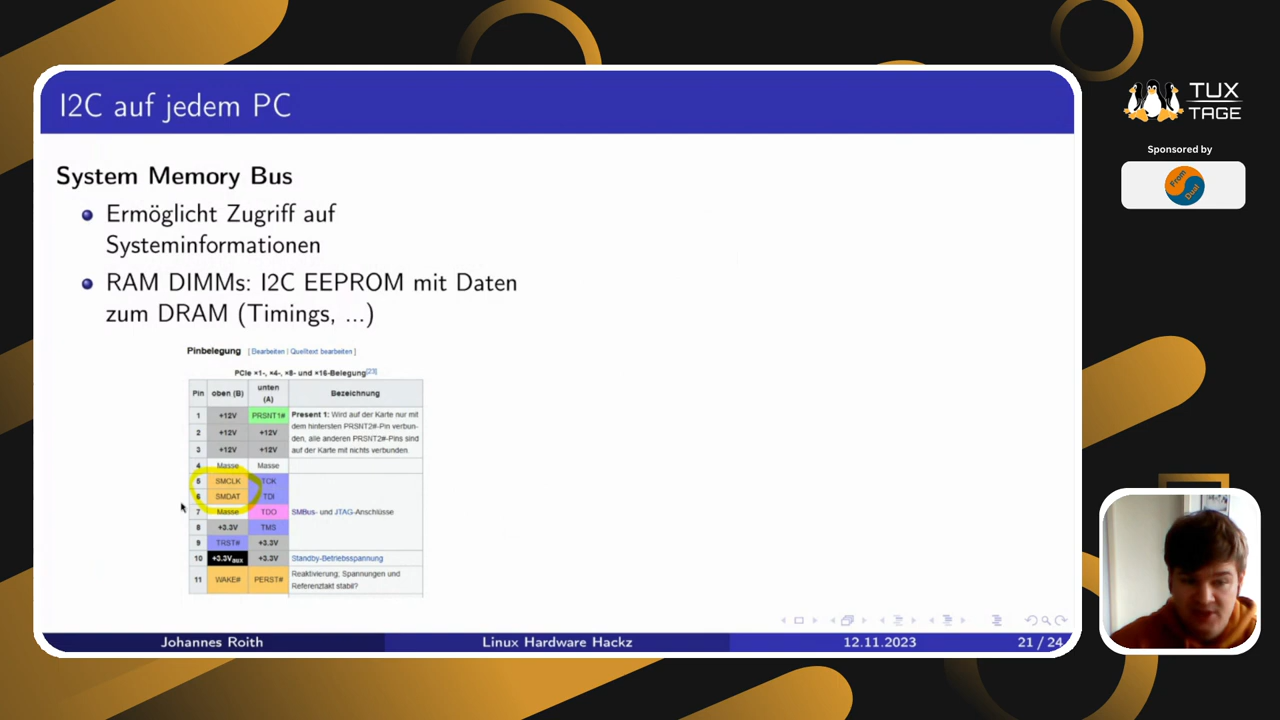 I2C auf jedem PC
TUX
TAGE
Sponsored by
From
Dual
System Memory Bus
Ermöglicht Zugriff auf
Systeminformationen
RAM DIMMs: I2C EEPROM mit Daten
zum DRAM (Timings, ...)
Pinbelegung [ Bearbeiten | Quelltext bearbeiten ]
PCIe ×1-, ×4-, ×8- und ×16-Belegung[23]
Pin oben (B) unten (A) Bezeichnung
1 +12V PRSNT1# Present 1: Wird auf der Karte nur mit
dem hintersten PRSNT2#-Pin verbun-
2 +12V +12V den, alle anderen PRSNT2#-Pins sind
3 +12V +12V auf der Karte mit nichts verbunden.
4 Masse Masse
5 SMCLK TCK
6 SMDAT TDI
7 Masse TDO SMBus- und JTAG-Anschlüsse
8 +3.3V TMS
9 TRST# +3.3V
10 +3.3Vaux +3.3V Standby-Betriebsspannung
11 WAKE# PERST# Reaktivierung; Spannungen und
Referenztakt stabil?
Johannes Roith Linux Hardware Hackz 12.11.2023 21 / 24